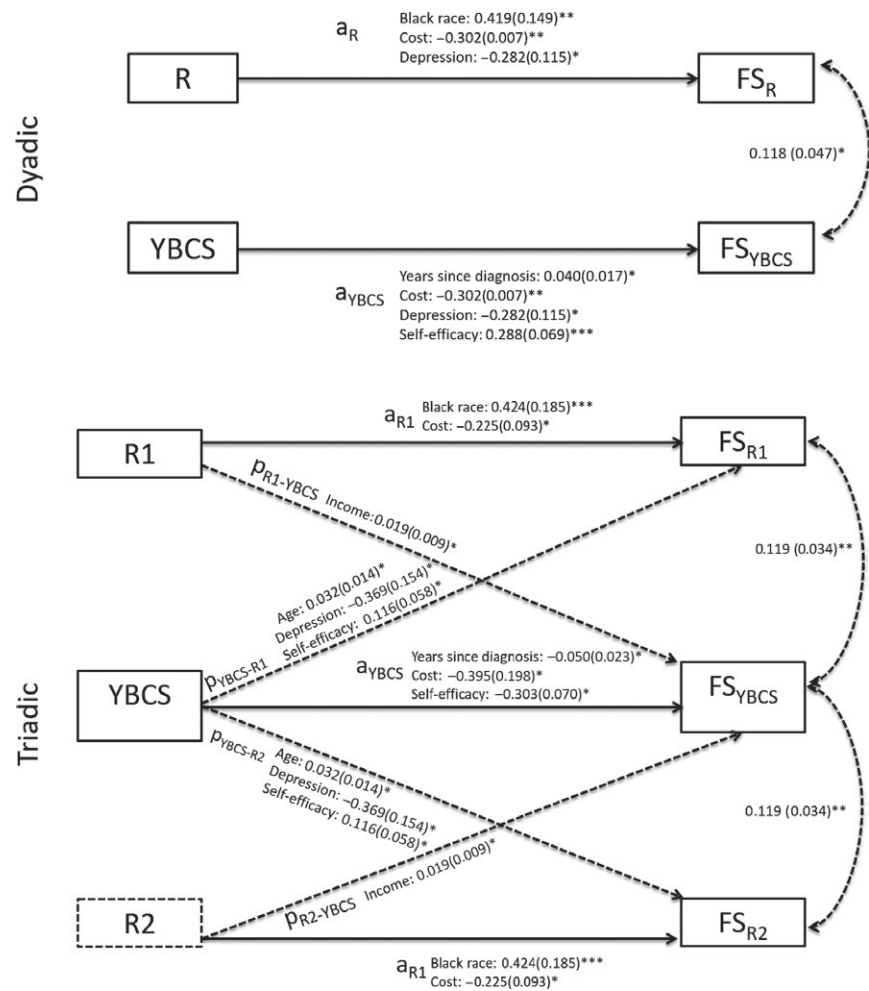 Dyadic
a_R
Black race: 0.419(0.149)**
Cost: −0.302(0.007)**
Depression: −0.282(0.115)*
R
FS_R
0.118 (0.047)*
YBCS
FS_YBCS
a_YBCS
Years since diagnosis: 0.040(0.017)*
Cost: −0.302(0.007)**
Depression: −0.282(0.115)*
Self-efficacy: 0.288(0.069)***
Triadic
a_R1
Black race: 0.424(0.185)***
Cost: −0.225(0.093)*
R1
FS_R1
p_R1-YBCS Income: 0.019(0.009)*
0.119 (0.034)**
Age: 0.032(0.014)*
Depression: −0.369(0.154)*
Self-efficacy: 0.116(0.058)*
p_YBCS-R1
a_YBCS
Years since diagnosis: −0.050(0.023)*
Cost: −0.395(0.198)*
Self-efficacy: −0.303(0.070)*
YBCS
FS_YBCS
p_YBCS-R2
Age: 0.032(0.014)*
Depression: −0.369(0.154)*
Self-efficacy: 0.116(0.058)*
0.119 (0.034)**
p_R2-YBCS Income: 0.019(0.009)*
R2
FS_R2
a_R1
Black race: 0.424(0.185)***
Cost: −0.225(0.093)*